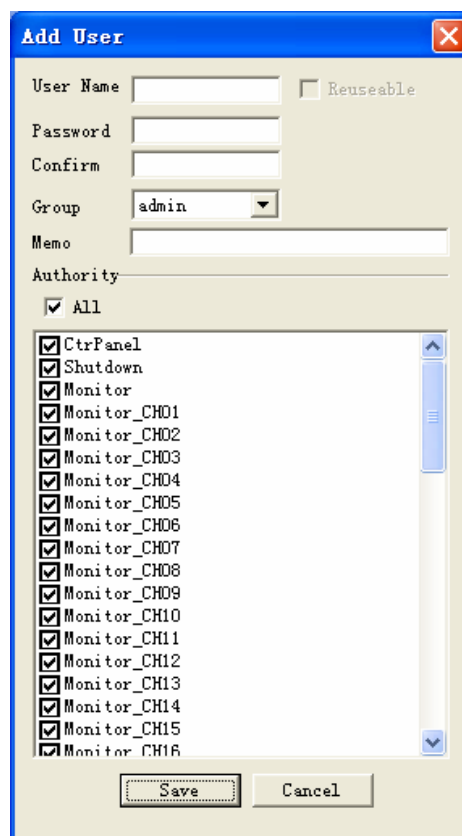 Add User
User Name Reuseable
Password
Confirm
Group admin
Memo
Authority
All
CtrPanel
Shutdown
Monitor
Monitor_CH01
Monitor_CH02
Monitor_CH03
Monitor_CH04
Monitor_CH05
Monitor_CH06
Monitor_CH07
Monitor_CH08
Monitor_CH09
Monitor_CH10
Monitor_CH11
Monitor_CH12
Monitor_CH13
Monitor_CH14
Monitor_CH15
Monitor_CH16
Save Cancel